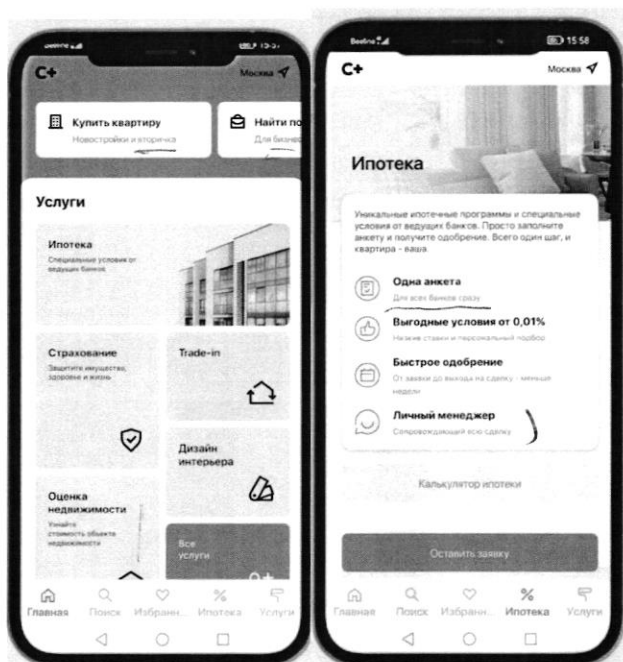 Beeline
15:57
C+
Москва
Купить квартиру
Новостройки и вторичка
Найти по
Для бизнес
Услуги
Ипотека
Специальные условия от
ведущих банков
Страхование
Защитите имущество,
здоровье и жизнь
Trade-in
Дизайн
интерьера
Оценка
недвижимости
Узнайте
стоимость объекта
недвижимости
Все
услуги
Главная
Поиск
Избранн...
Ипотека
Услуги
Beeline
15:58
C+
Москва
Ипотека
Уникальные ипотечные программы и специальные
условия от ведущих банков. Просто заполните
анкету и получите одобрение. Всего один шаг, и
квартира - ваша.
Одна анкета
Для всех банков сразу
Выгодные условия от 0,01%
Низкие ставки и персональный подбор
Быстрое одобрение
От заявки до выхода на сделку - меньше
недели
Личный менеджер
Сопровождающий всю сделку
Калькулятор ипотеки
Оставить заявку
Главная
Поиск
Избранн...
Ипотека
Услуги